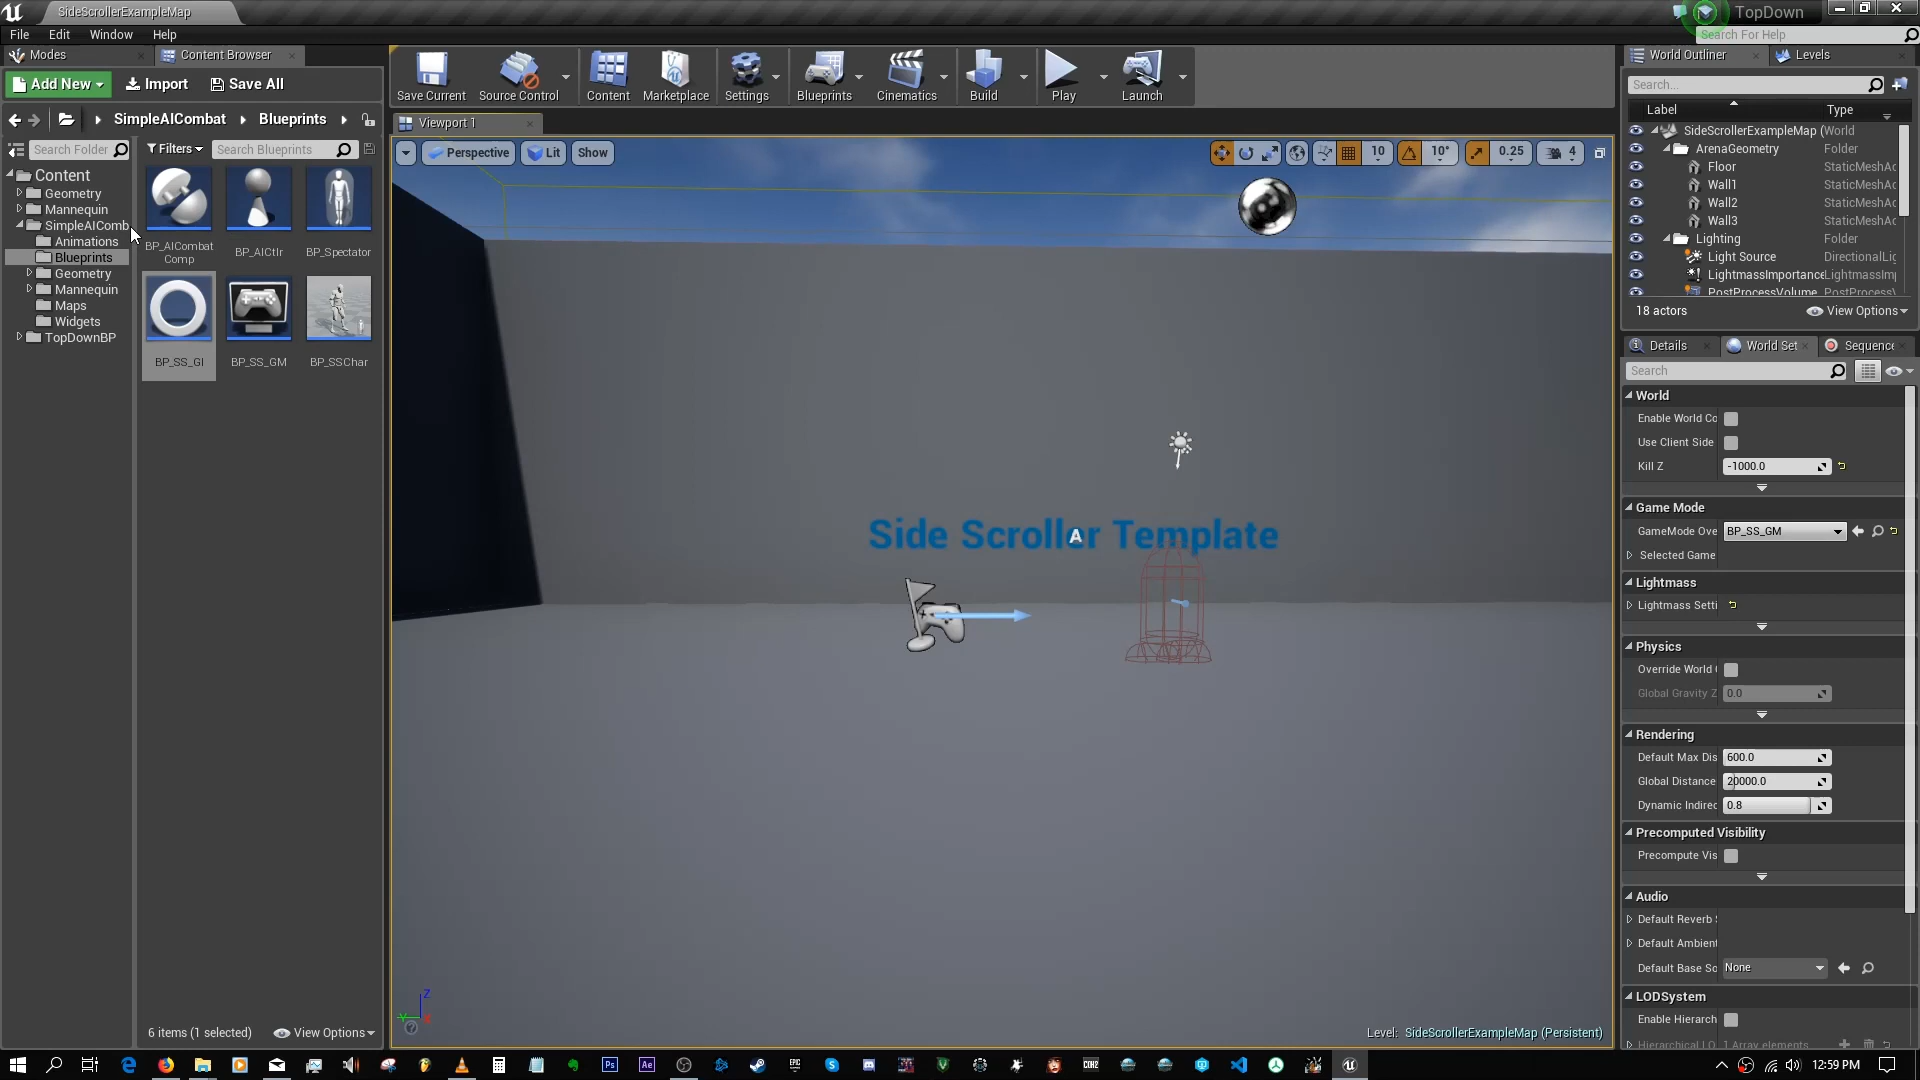 SideScrollerExampleMap
TopDown
File Edit Window Help
Search For Help
Modes
Content Browser
Add New
Import
Save All
SimpleAICombat
Blueprints
Search Folder
Filters
Search Blueprints
Content
Geometry
Mannequin
SimpleAIComb
Animations
Blueprints
Geometry
Mannequin
Maps
Widgets
TopDownBP
BP_AICombat
Comp
BP_AICtlr
BP_Spectator
BP_SS_GI
BP_SS_GM
BP_SSChar
6 items (1 selected)
View Options
Save Current
Source Control
Content
Marketplace
Settings
Blueprints
Cinematics
Build
Play
Launch
Viewport 1
Perspective
Lit
Show
10
10°
0.25
4
Side Scroller Template
A
Z
Level: SideScrollerExampleMap (Persistent)
World Outliner
Levels
Search...
Label
Type
SideScrollerExampleMap (World
ArenaGeometry Folder
Floor StaticMeshAc
Wall1 StaticMeshAc
Wall2 StaticMeshAc
Wall3 StaticMeshAc
Lighting Folder
Light Source DirectionalLig
LightmassImportance LightmassImp
PostProcessVolume PostProcessV
18 actors
View Options
Details
World Set
Sequence
Search
World
Enable World Co
Use Client Side
Kill Z -1000.0
Game Mode
GameMode Ove BP_SS_GM
Selected Game
Lightmass
Lightmass Setti
Physics
Override World
Global Gravity Z 0.0
Rendering
Default Max Dis 600.0
Global Distance 20000.0
Dynamic Indirec 0.8
Precomputed Visibility
Precompute Vis
Audio
Default Reverb
Default Ambient
Default Base So None
LODSystem
Enable Hierarch
Hierarchical LO 1 Array elements
12:59 PM